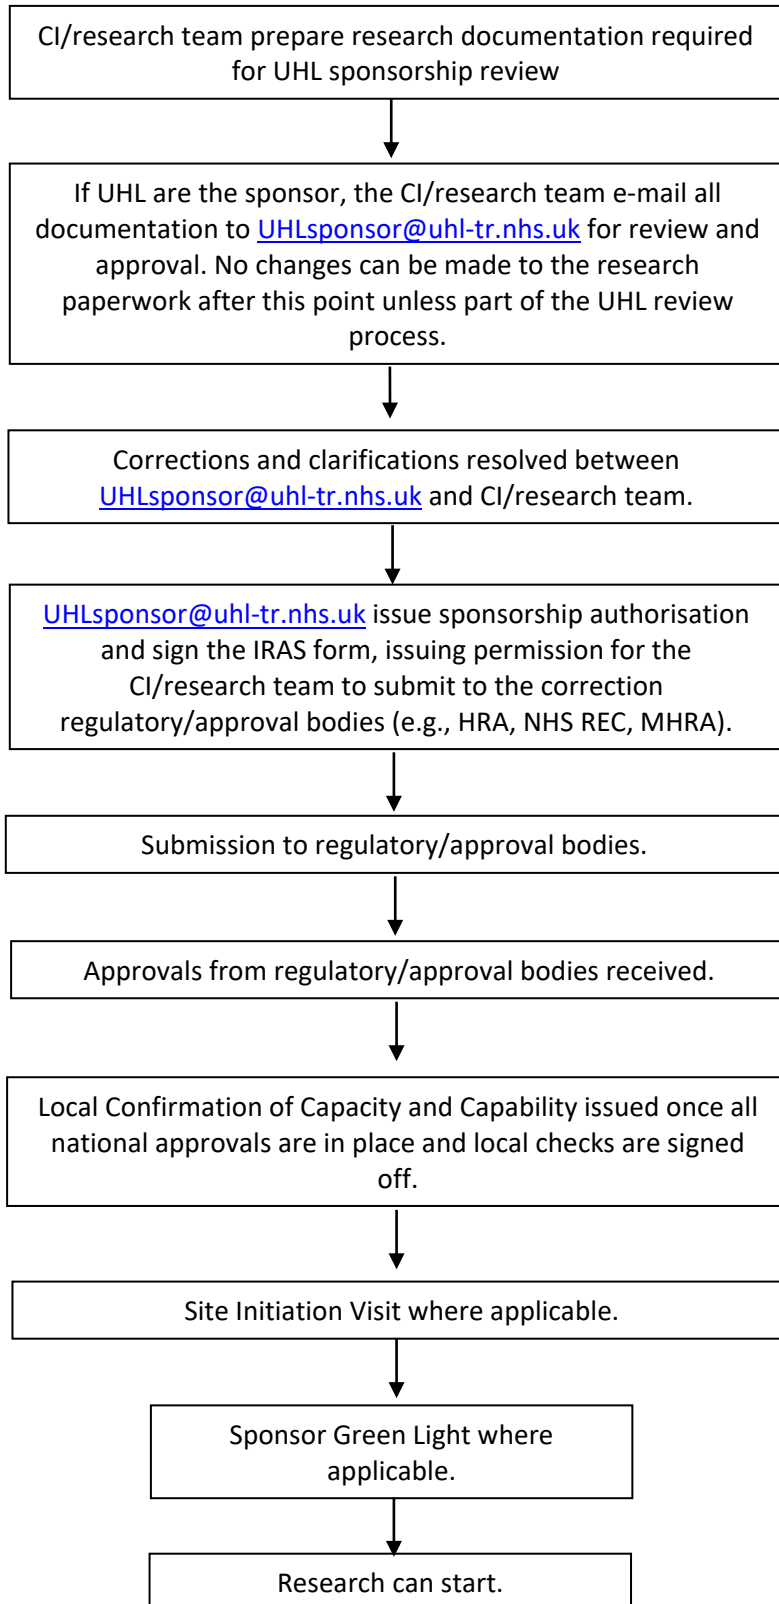 CI/research team prepare research documentation required
for UHL sponsorship review
If UHL are the sponsor, the CI/research team e-mail all
documentation to UHLsponsor@uhl-tr.nhs.uk for review and
approval. No changes can be made to the research
paperwork after this point unless part of the UHL review
process.
Corrections and clarifications resolved between
UHLsponsor@uhl-tr.nhs.uk and CI/research team.
UHLsponsor@uhl-tr.nhs.uk issue sponsorship authorisation
and sign the IRAS form, issuing permission for the
CI/research team to submit to the correction
regulatory/approval bodies (e.g., HRA, NHS REC, MHRA).
Submission to regulatory/approval bodies.
Approvals from regulatory/approval bodies received.
Local Confirmation of Capacity and Capability issued once all
national approvals are in place and local checks are signed
off.
Site Initiation Visit where applicable.
Sponsor Green Light where
applicable.
Research can start.